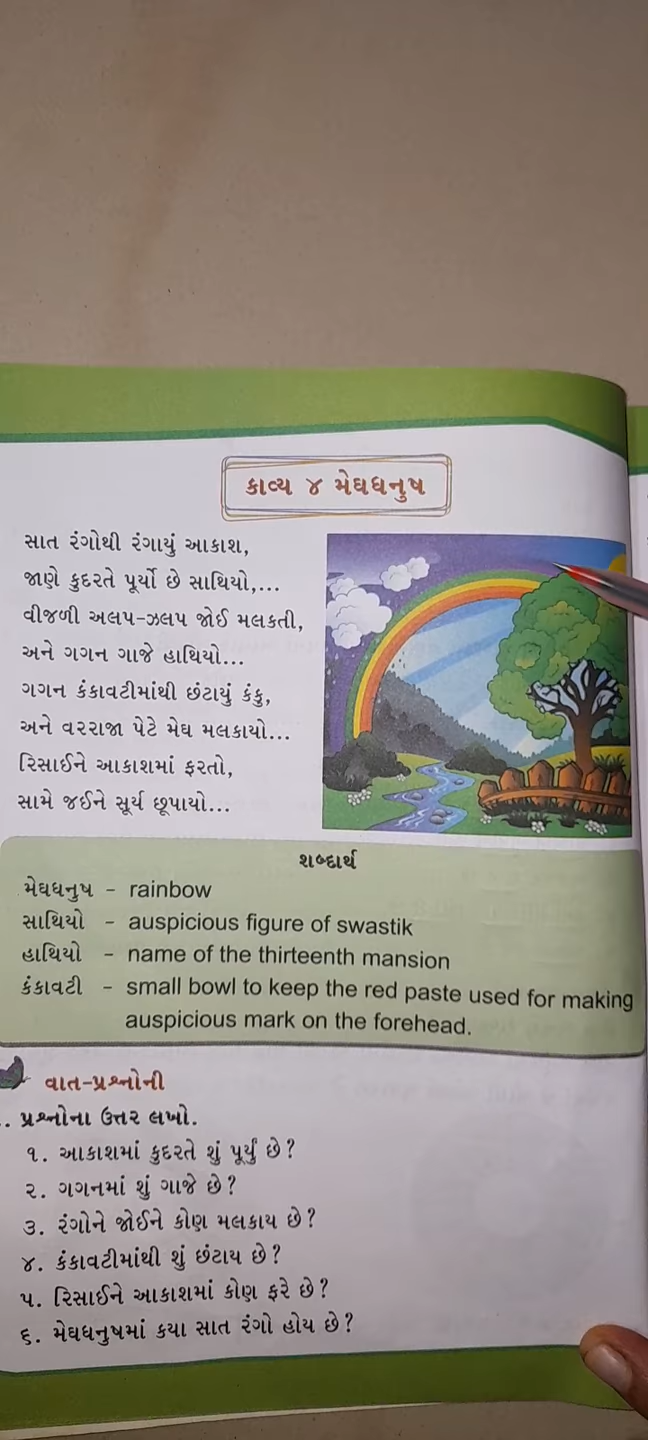 કાવ્ય ૪ મેઘધનુષ
સાત રંગોથી રંગાયું આકાશ,
જાણે કુદરતે પૂર્યો છે સાથિયો,...
વીજળી અલપ-ઝલપ જોઈ મલકતી,
અને ગગન ગાજે હાથિયો...
ગગન કંકાવટીમાંથી છંટાયું કંકુ,
અને વરરાજા પેટે મેઘ મલકાયો...
રિસાઈને આકાશમાં ફરતો,
સામે જઈને સૂર્ય છૂપાયો...
શબ્દાર્થ
મેઘધનુષ – rainbow
સાથિયો – auspicious figure of swastik
હાથિયો – name of the thirteenth mansion
કંકાવટી – small bowl to keep the red paste used for making
auspicious mark on the forehead.
વાત-પ્રશ્નોની
. પ્રશ્નોના ઉત્તર લખો.
૧. આકાશમાં કુદરતે શું પૂર્યું છે?
૨. ગગનમાં શું ગાજે છે?
૩. રંગોને જોઈને કોણ મલકાય છે?
૪. કંકાવટીમાંથી શું છંટાય છે?
૫. રિસાઈને આકાશમાં કોણ ફરે છે?
૬. મેઘધનુષમાં કયા સાત રંગો હોય છે?